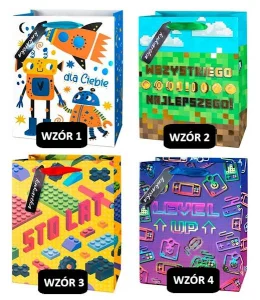 dla Ciebie
WZÓR 1
WSZYSTKIEGO
NAJLEPSZEGO!
WZÓR 2
STO LAT
WZÓR 3
LEVEL
UP
WZÓR 4